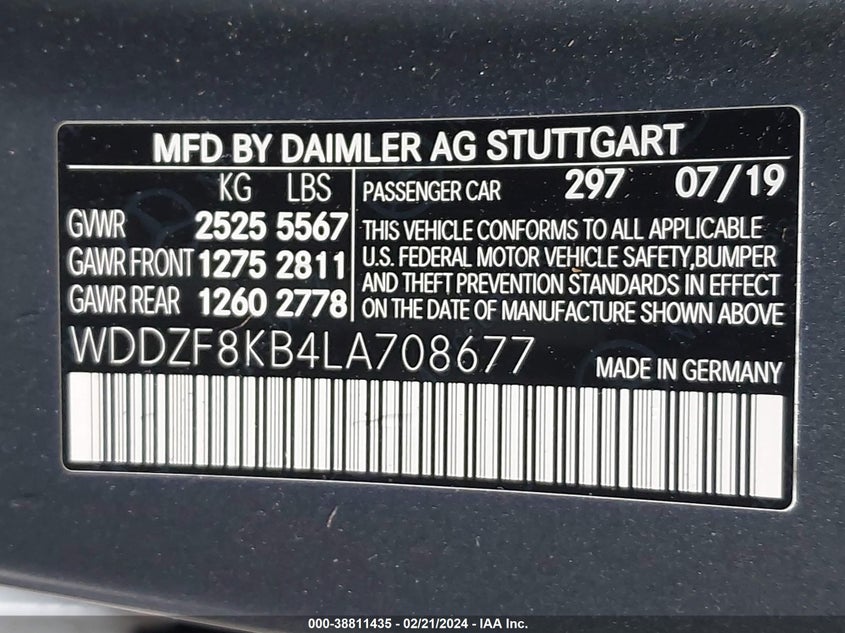 MFD BY DAIMLER AG STUTTGART
KG LBS
GVWR 2525 5567
GAWR FRONT 1275 2811
GAWR REAR 1260 2778
PASSENGER CAR 297 07/19
THIS VEHICLE CONFORMS TO ALL APPLICABLE
U.S. FEDERAL MOTOR VEHICLE SAFETY,BUMPER
AND THEFT PREVENTION STANDARDS IN EFFECT
ON THE DATE OF MANUFACTURE SHOWN ABOVE
WDDZF8KB4LA708677
MADE IN GERMANY
000-38811435 - 02/21/2024 - IAA Inc.